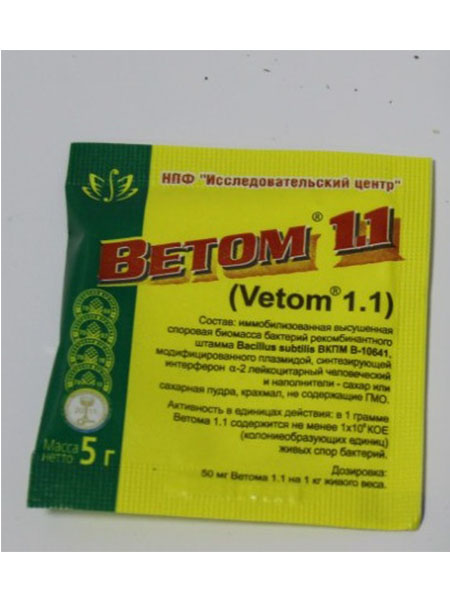 НПФ "Исследовательский центр"
Ветом® 1.1
(Vetom® 1.1)
Состав: иммобилизованная высушенная
споровая биомасса бактерий рекомбинантного
штамма Bacillus subtilis ВКПМ В-10641,
модифицированного плазмидой, синтезирующей
интерферон α-2 лейкоцитарный человеческий
и наполнители - сахар или
сахарная пудра, крахмал, не содержащие ГМО.
Активность в единицах действия: в 1 грамме
Ветома 1.1 содержится не менее 1х10⁶ КОЕ
(колониеобразующих единиц)
живых спор бактерий.
Дозировка:
50 мг Ветома 1.1 на 1 кг живого веса.
Масса
нетто 5 г